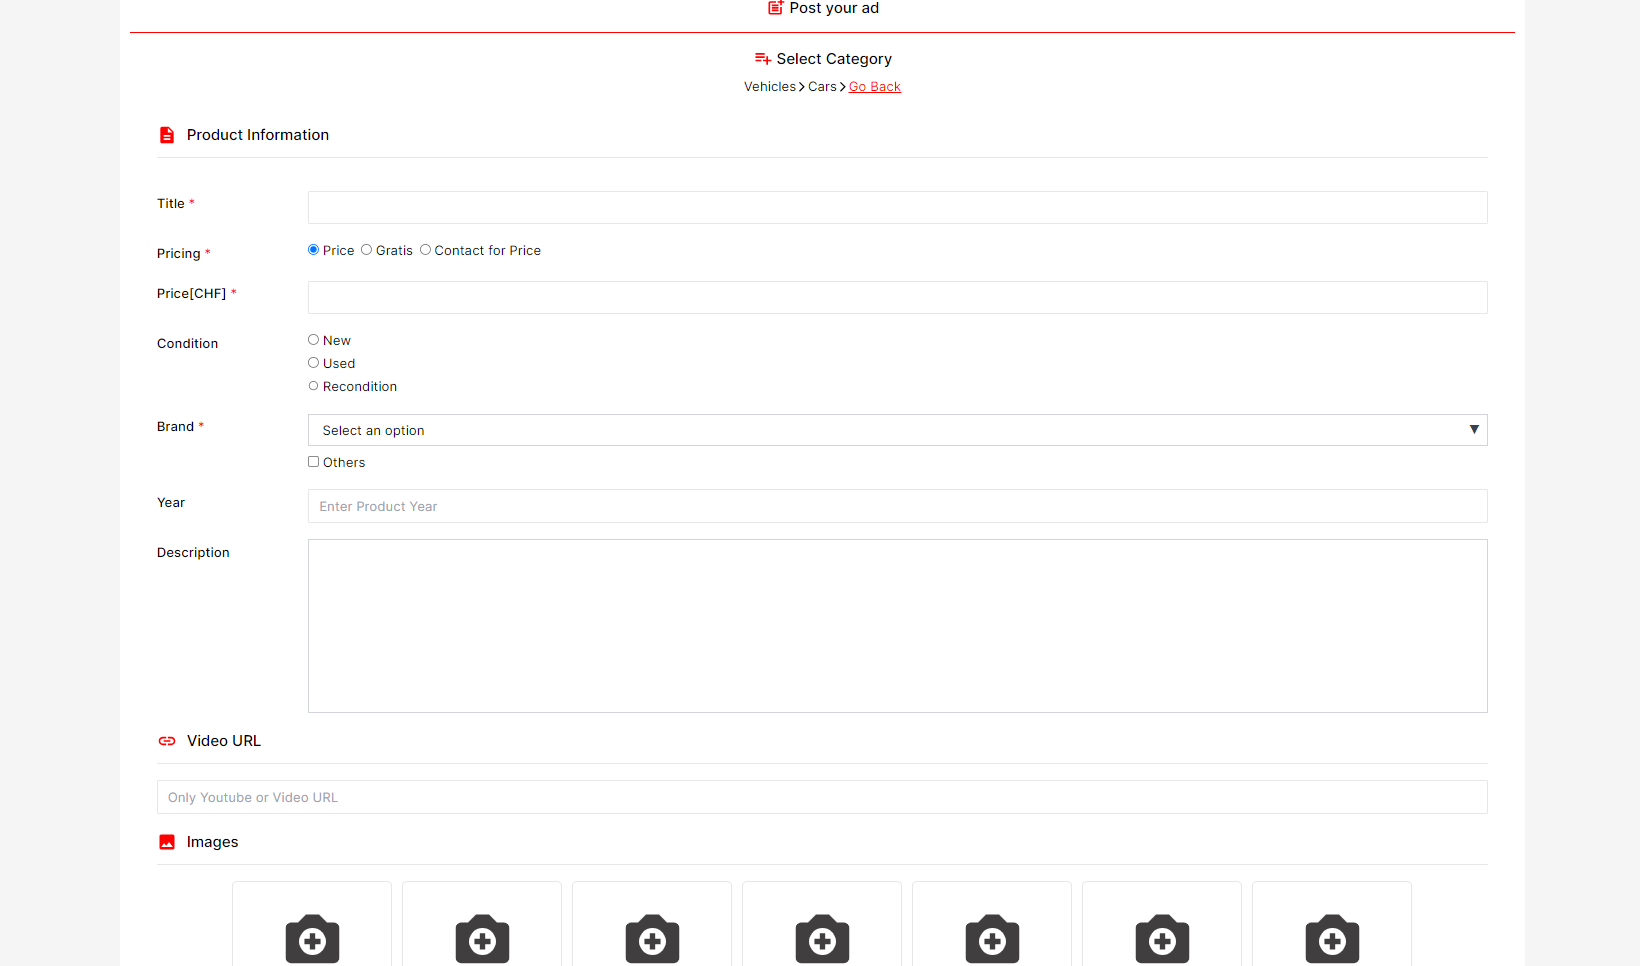 Post your ad
Select Category
Vehicles > Cars > Go Back
Product Information
Title *
Pricing * Price Gratis Contact for Price
Price[CHF] *
Condition New
Used
Recondition
Brand * Select an option
Others
Year Enter Product Year
Description
Video URL
Only Youtube or Video URL
Images